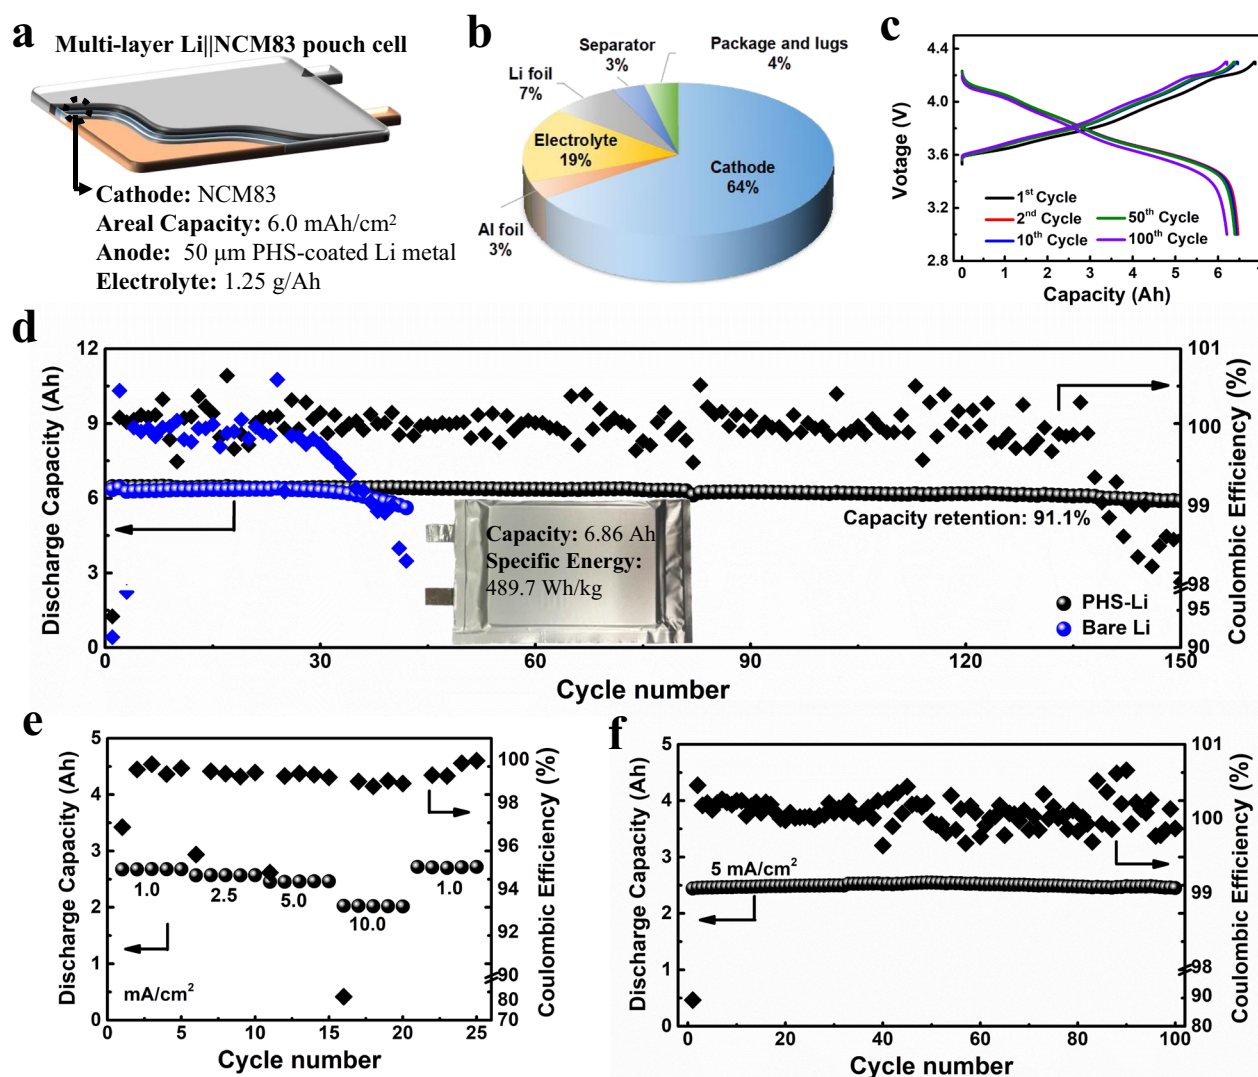 a
Multi-layer Li||NCM83 pouch cell
Cathode: NCM83
Areal Capacity: 6.0 mAh/cm²
Anode: 50 μm PHS-coated Li metal
Electrolyte: 1.25 g/Ah
b
Separator
3%
Package and lugs
4%
Li foil
7%
Electrolyte
19%
Cathode
64%
Al foil
3%
c
Votage (V)
4.4
4.0
3.6
3.2
2.8
1st Cycle
2nd Cycle
10th Cycle
50th Cycle
100th Cycle
0 1 2 3 4 5 6 7
Capacity (Ah)
d
Discharge Capacity (Ah)
12
9
6
3
0
Capacity: 6.86 Ah
Specific Energy:
489.7 Wh/kg
Capacity retention: 91.1%
PHS-Li
Bare Li
101
100
99
98
95
90
Coulombic Efficiency (%)
0 30 60 90 120 150
Cycle number
e
Discharge Capacity (Ah)
5
4
3
2
1
0
1.0
2.5
5.0
10.0
1.0
mA/cm²
100
98
96
94
92
90
80
70
Coulombic Efficiency (%)
0 5 10 15 20 25
Cycle number
f
Discharge Capacity (Ah)
5
4
3
2
1
0
5 mA/cm²
101
100
99
98
90
80
Coulombic Efficiency (%)
0 20 40 60 80 100
Cycle number